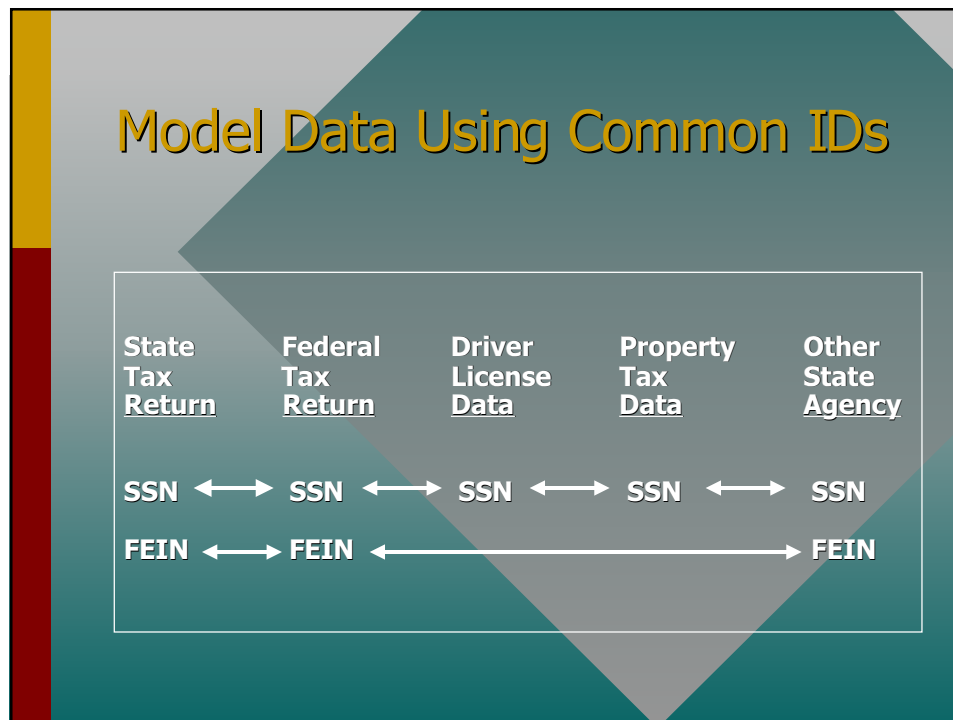 Model Data Using Common IDs
State Federal Driver Property Other
Tax Tax License Tax State
Return Return Data Data Agency
SSN SSN SSN SSN SSN
FEIN FEIN FEIN